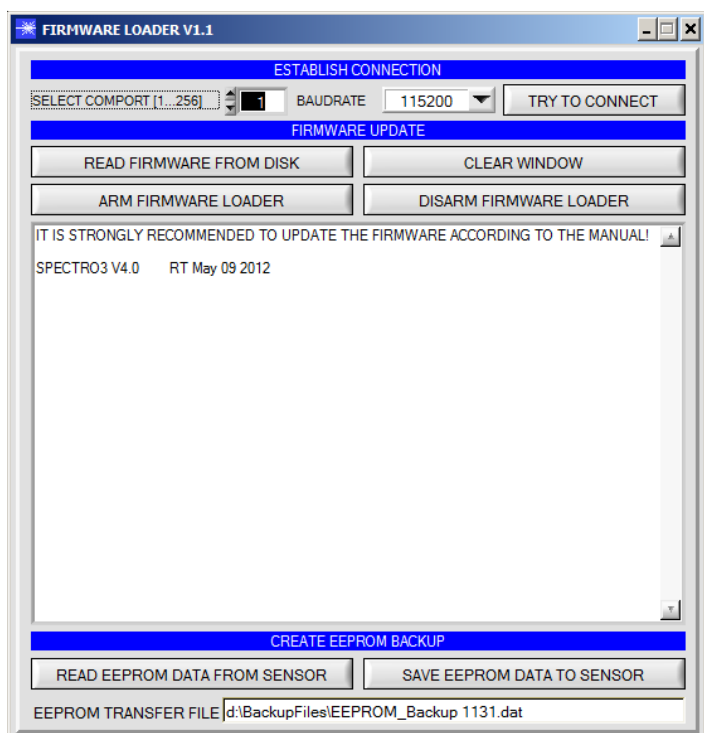 FIRMWARE LOADER V1.1
ESTABLISH CONNECTION
SELECT COMPORT [1...256] 1 BAUDRATE 115200 TRY TO CONNECT
FIRMWARE UPDATE
READ FIRMWARE FROM DISK CLEAR WINDOW
ARM FIRMWARE LOADER DISARM FIRMWARE LOADER
IT IS STRONGLY RECOMMENDED TO UPDATE THE FIRMWARE ACCORDING TO THE MANUAL!
SPECTRO3 V4.0 RT May 09 2012
CREATE EEPROM BACKUP
READ EEPROM DATA FROM SENSOR SAVE EEPROM DATA TO SENSOR
EEPROM TRANSFER FILE d:\BackupFiles\EEPROM_Backup 1131.dat